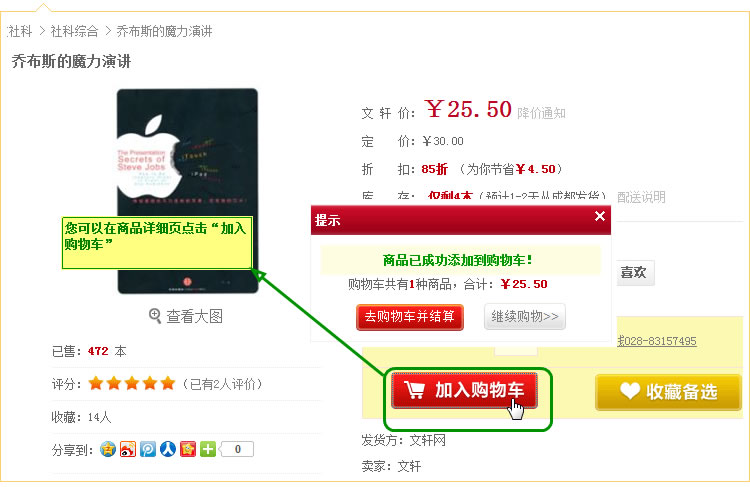 社科 > 社科综合 > 乔布斯的魔力演讲
乔布斯的魔力演讲
The Presentation
Secrets of
Steve Jobs
iTouch
iPay
您可以在商品详细页点击“加入
购物车”
查看大图
已售：472 本
评分： （已有2人评价）
收藏：14人
分享到： 0
文 轩 价：￥25.50 降价通知
定 价：￥30.00
折 扣：85折 （为你节省￥4.50）
库 存：仅剩4本（预计1-2天从成都发货） 配送说明
提示
商品已成功添加到购物车！
购物车共有1种商品，合计：￥25.50
去购物车并结算 继续购物>>
喜欢
线028-83157495
加入购物车
收藏备选
发货方：文轩网
卖家：文轩